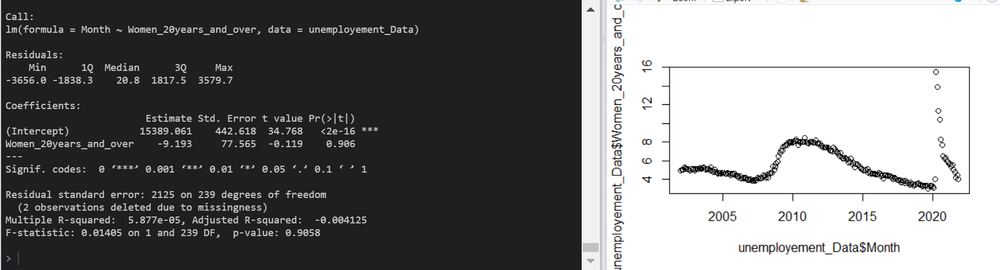 Call:
lm(formula = Month ~ Women_20years_and_over, data = unemployement_Data)
Residuals:
    Min      1Q  Median      3Q     Max
-3656.0 -1838.3    20.8  1817.5  3579.7
Coefficients:
                        Estimate Std. Error t value Pr(>|t|)
(Intercept)            15389.061    442.618  34.768   <2e-16 ***
Women_20years_and_over    -9.193     77.565  -0.119    0.906
---
Signif. codes:  0 ‘***’ 0.001 ‘**’ 0.01 ‘*’ 0.05 ‘.’ 0.1 ‘ ’ 1
Residual standard error: 2125 on 239 degrees of freedom
  (2 observations deleted due to missingness)
Multiple R-squared:  5.877e-05, Adjusted R-squared:  -0.004125
F-statistic: 0.01405 on 1 and 239 DF,  p-value: 0.9058
>
Zoom Export
unemployement_Data$Women_20years_and_c
16
12
8
6
4
2005 2010 2015 2020
unemployement_Data$Month